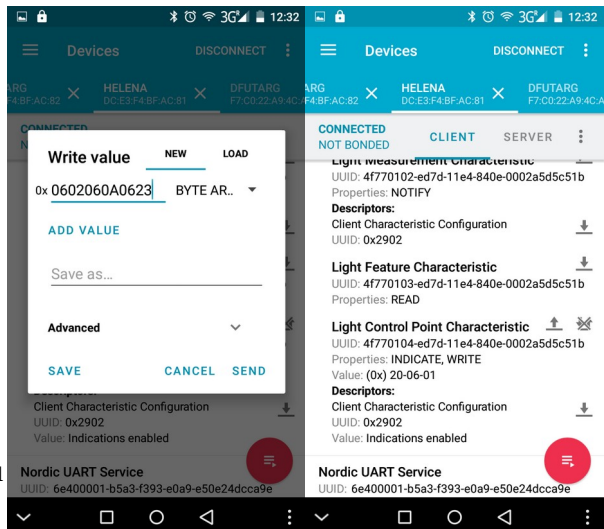 12:32
Devices
DISCONNECT
HELENA
DFUTARG
F4:BF:AC:82
DC:E3:F4:BF:AC:81
F7:C0:22:A9:4C:
CONNECTED
Write value
NEW
LOAD
0x 0602060A0623
BYTE AR..
ADD VALUE
Save as...
Advanced
SAVE
CANCEL
SEND
Client Characteristic Configuration
UUID: 0x2902
Value: Indications enabled
Nordic UART Service
UUID: 6e400001-b5a3-f393-e0a9-e50e24dcca9e
3G
12:32
Devices
DISCONNECT
ARG
HELENA
DFUTARG
F4:BF:AC:82
DC:E3:F4:BF:AC:81
F7:C0:22:A9:4C:A
CONNECTED
NOT BONDED
CLIENT
SERVER
Light Measurement Characteristic
UUID: 4f770102-ed7d-11e4-840e-0002a5d5c51b
Properties: NOTIFY
Descriptors:
Client Characteristic Configuration
UUID: 0x2902
Light Feature Characteristic
UUID: 4f770103-ed7d-11e4-840e-0002a5d5c51b
Properties: READ
Light Control Point Characteristic
UUID: 4f770104-ed7d-11e4-840e-0002a5d5c51b
Properties: INDICATE, WRITE
Value: (0x) 20-06-01
Descriptors:
Client Characteristic Configuration
UUID: 0x2902
Value: Indications enabled
Nordic UART Service
UUID: 6e400001-b5a3-f393-e0a9-e50e24dcca9e